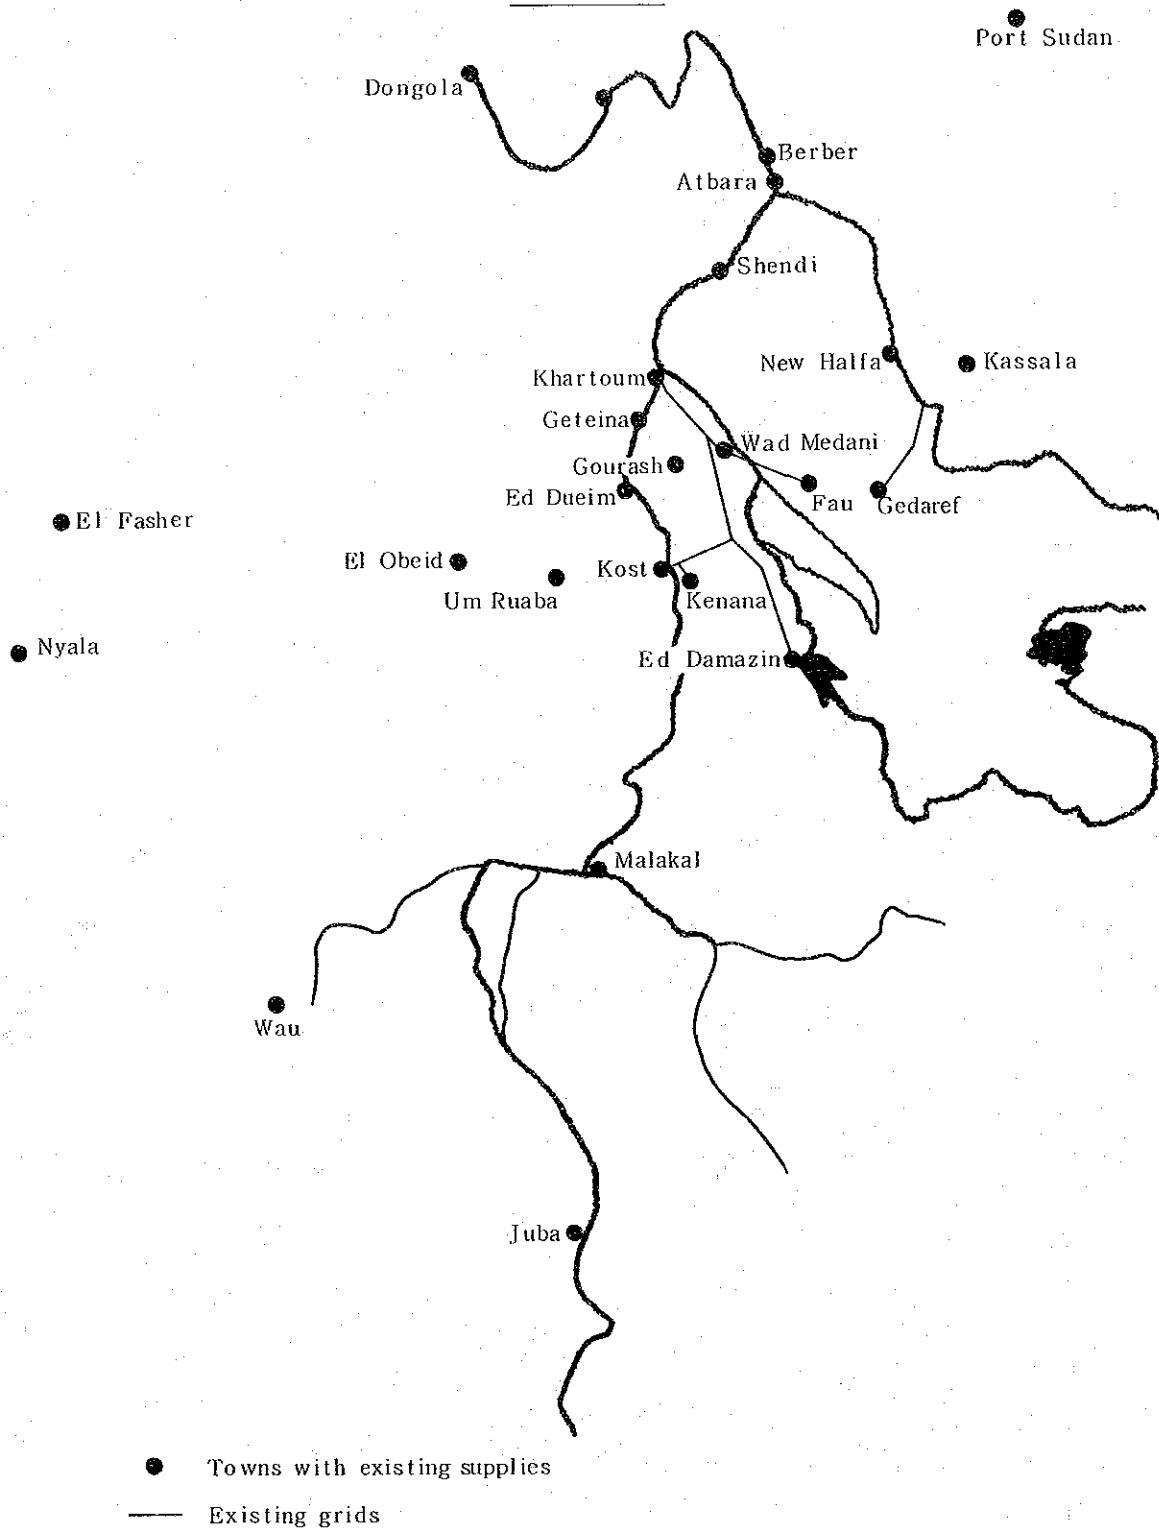 Port Sudan
Dongola
Berber
Atbara
Shendi
New Halfa
Kassala
Khartoum
Geteina
Wad Medani
Gourash
Ed Dueim
Fau
Gedaref
El Fasher
El Obeid
Kost
Um Ruaba
Kenana
Nyala
Ed Damazin
Malakal
Wau
Juba
Towns with existing supplies
Existing grids